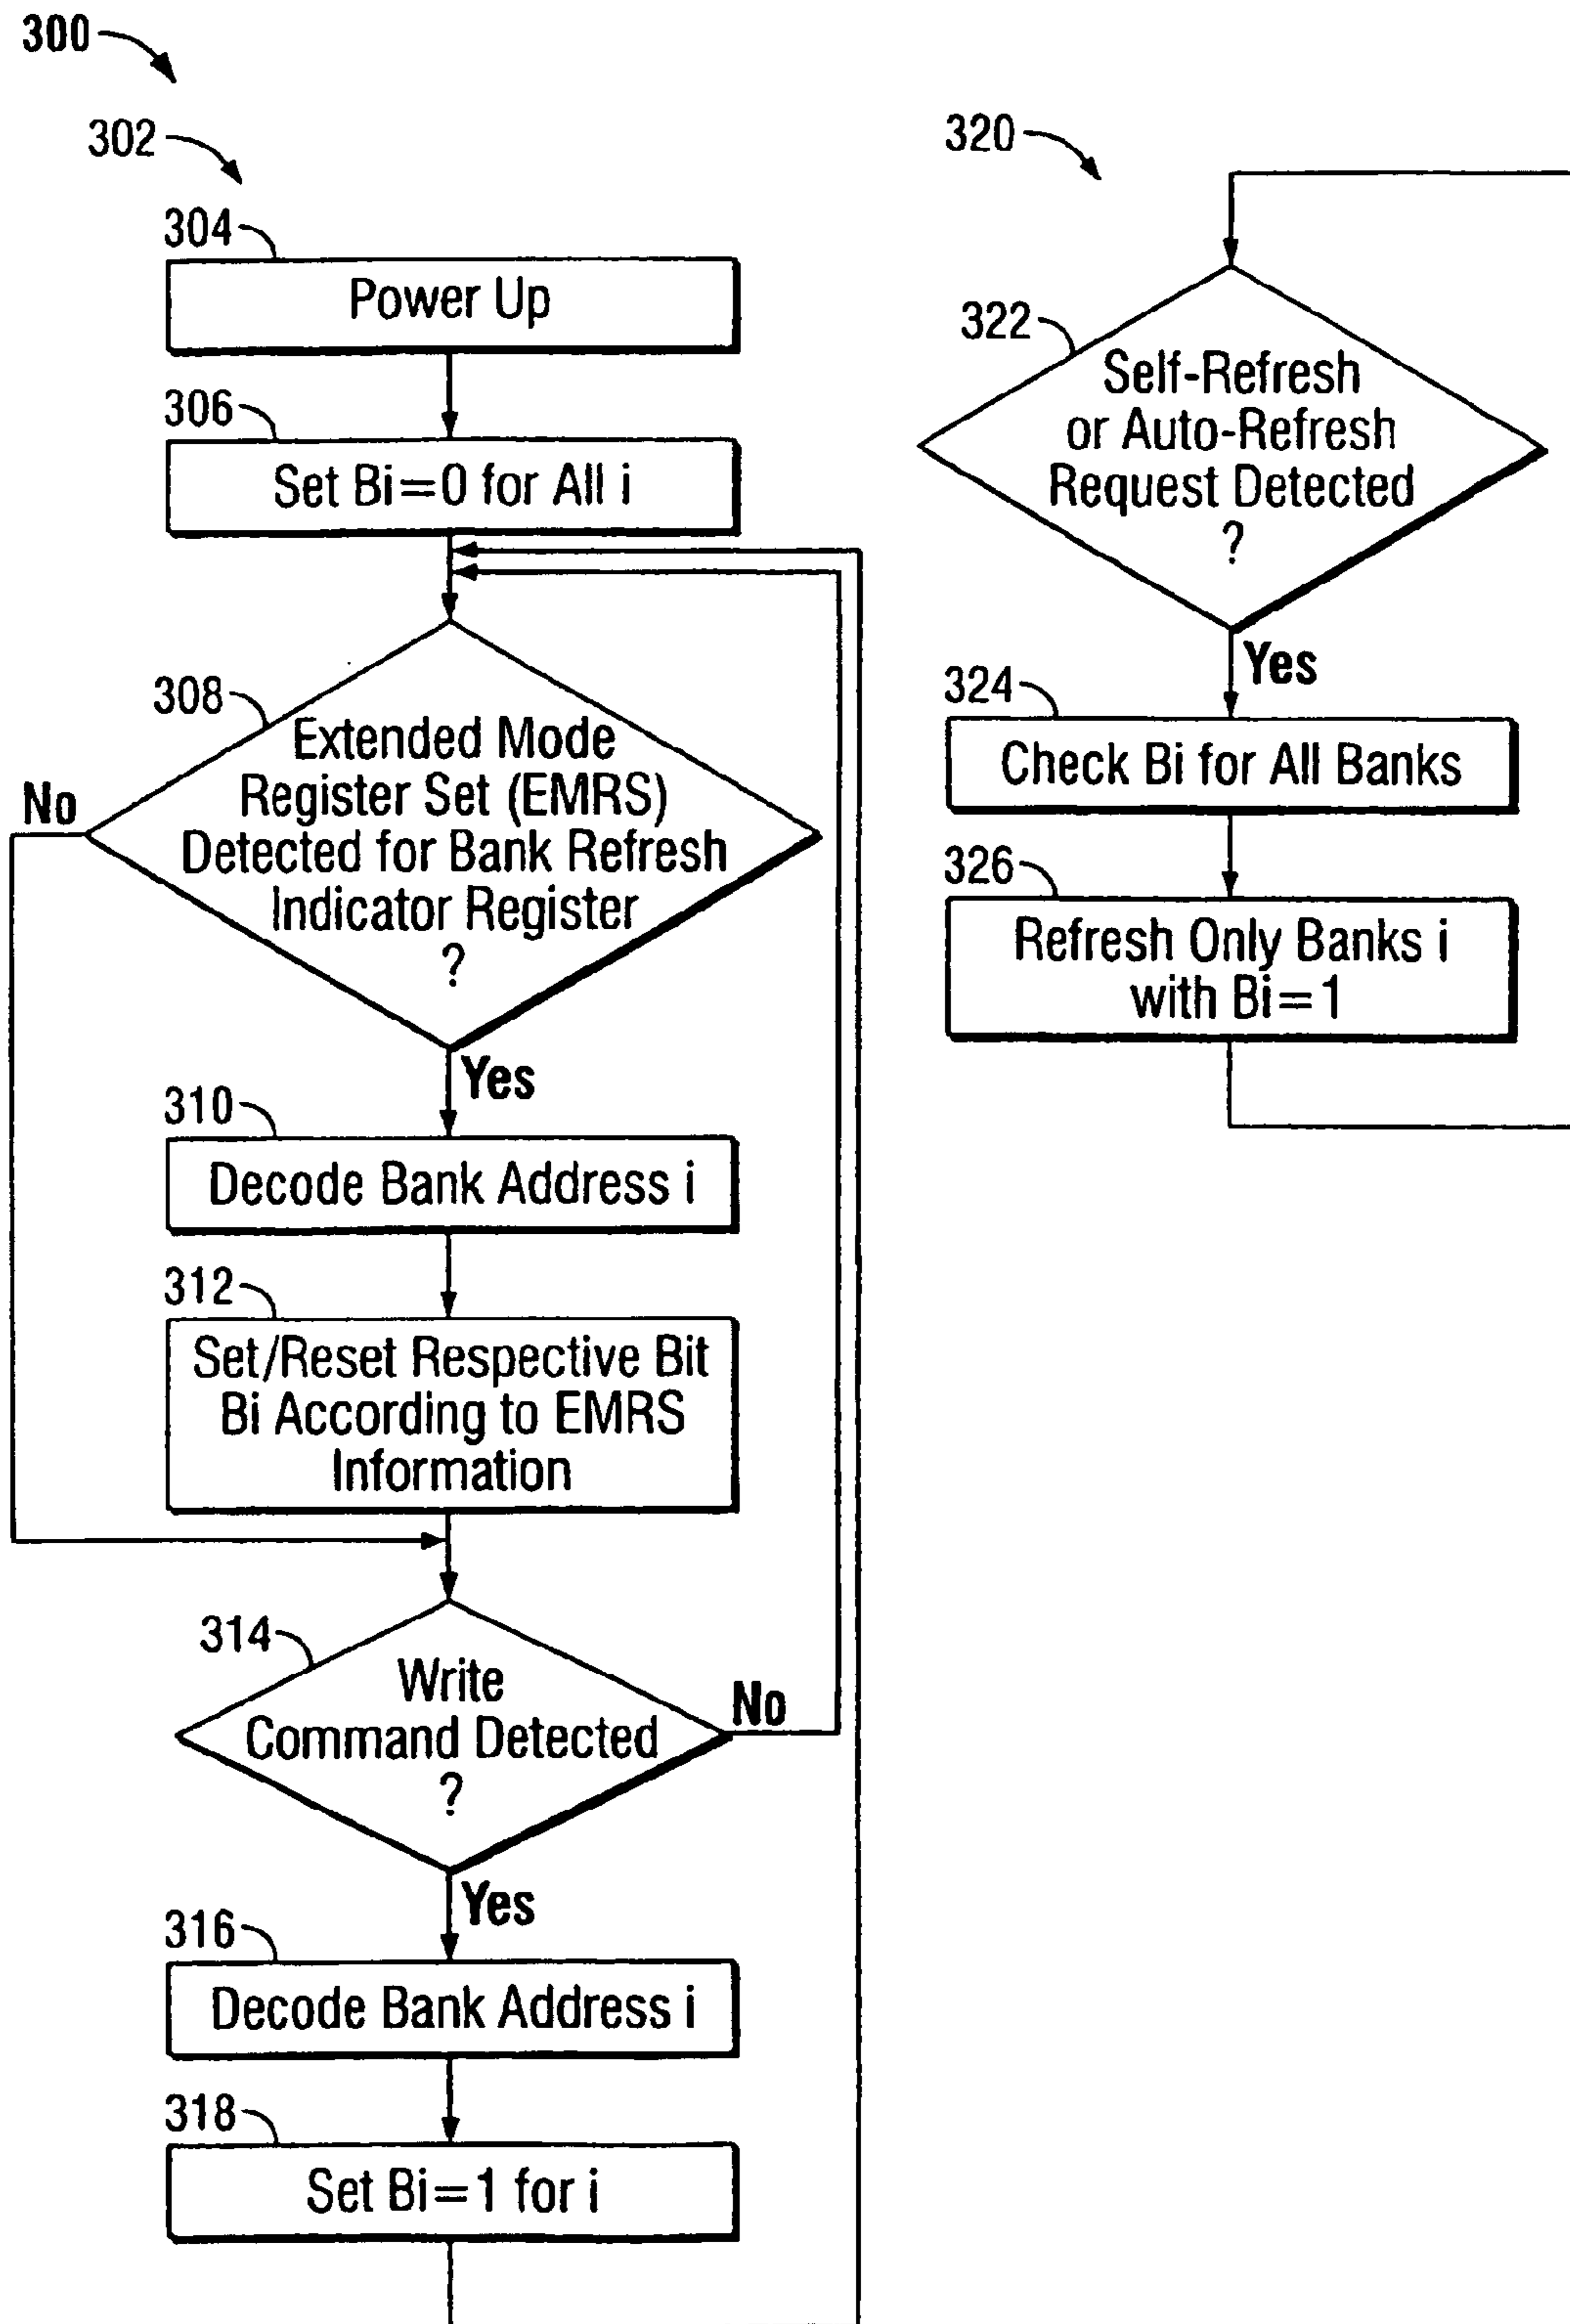 300
302
304
Power Up
306
Set Bi=0 for All i
308
Extended Mode
Register Set (EMRS)
Detected for Bank Refresh
Indicator Register
?
No
Yes
310
Decode Bank Address i
312
Set/Reset Respective Bit
Bi According to EMRS
Information
314
Write
Command Detected
?
No
Yes
316
Decode Bank Address i
318
Set Bi=1 for i
320
322
Self-Refresh
or Auto-Refresh
Request Detected
?
Yes
324
Check Bi for All Banks
326
Refresh Only Banks i
with Bi=1